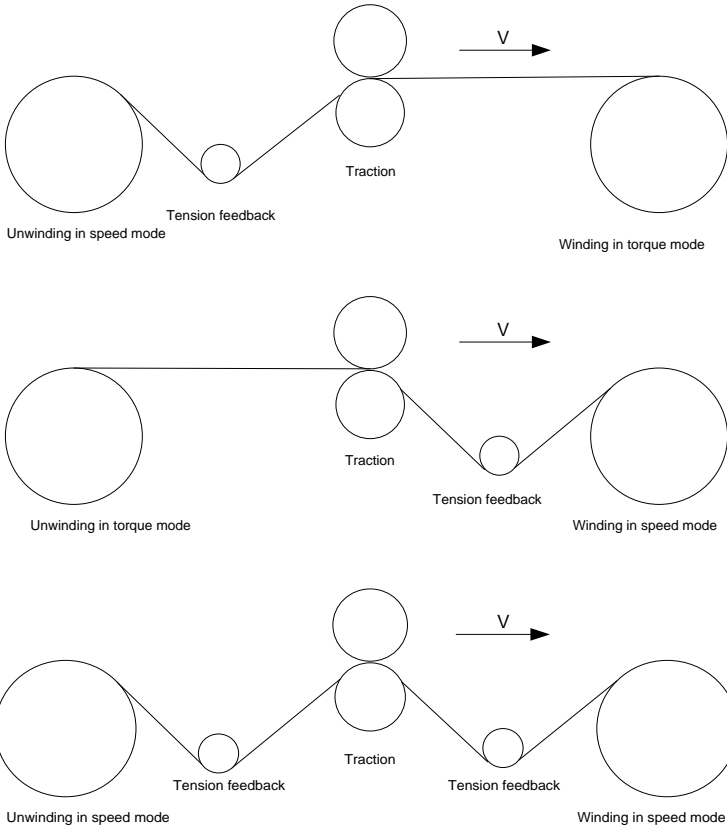 V
Traction
Tension feedback
Unwinding in speed mode
Winding in torque mode
V
Traction
Tension feedback
Unwinding in torque mode
Winding in speed mode
V
Traction
Tension feedback
Tension feedback
Unwinding in speed mode
Winding in speed mode